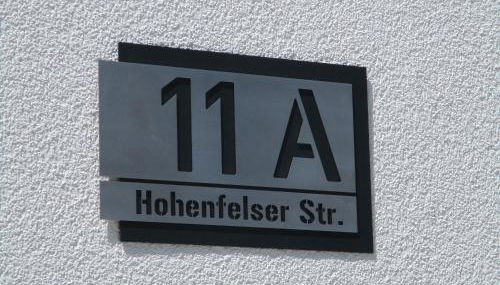 11 A
Hohenfelser Str.